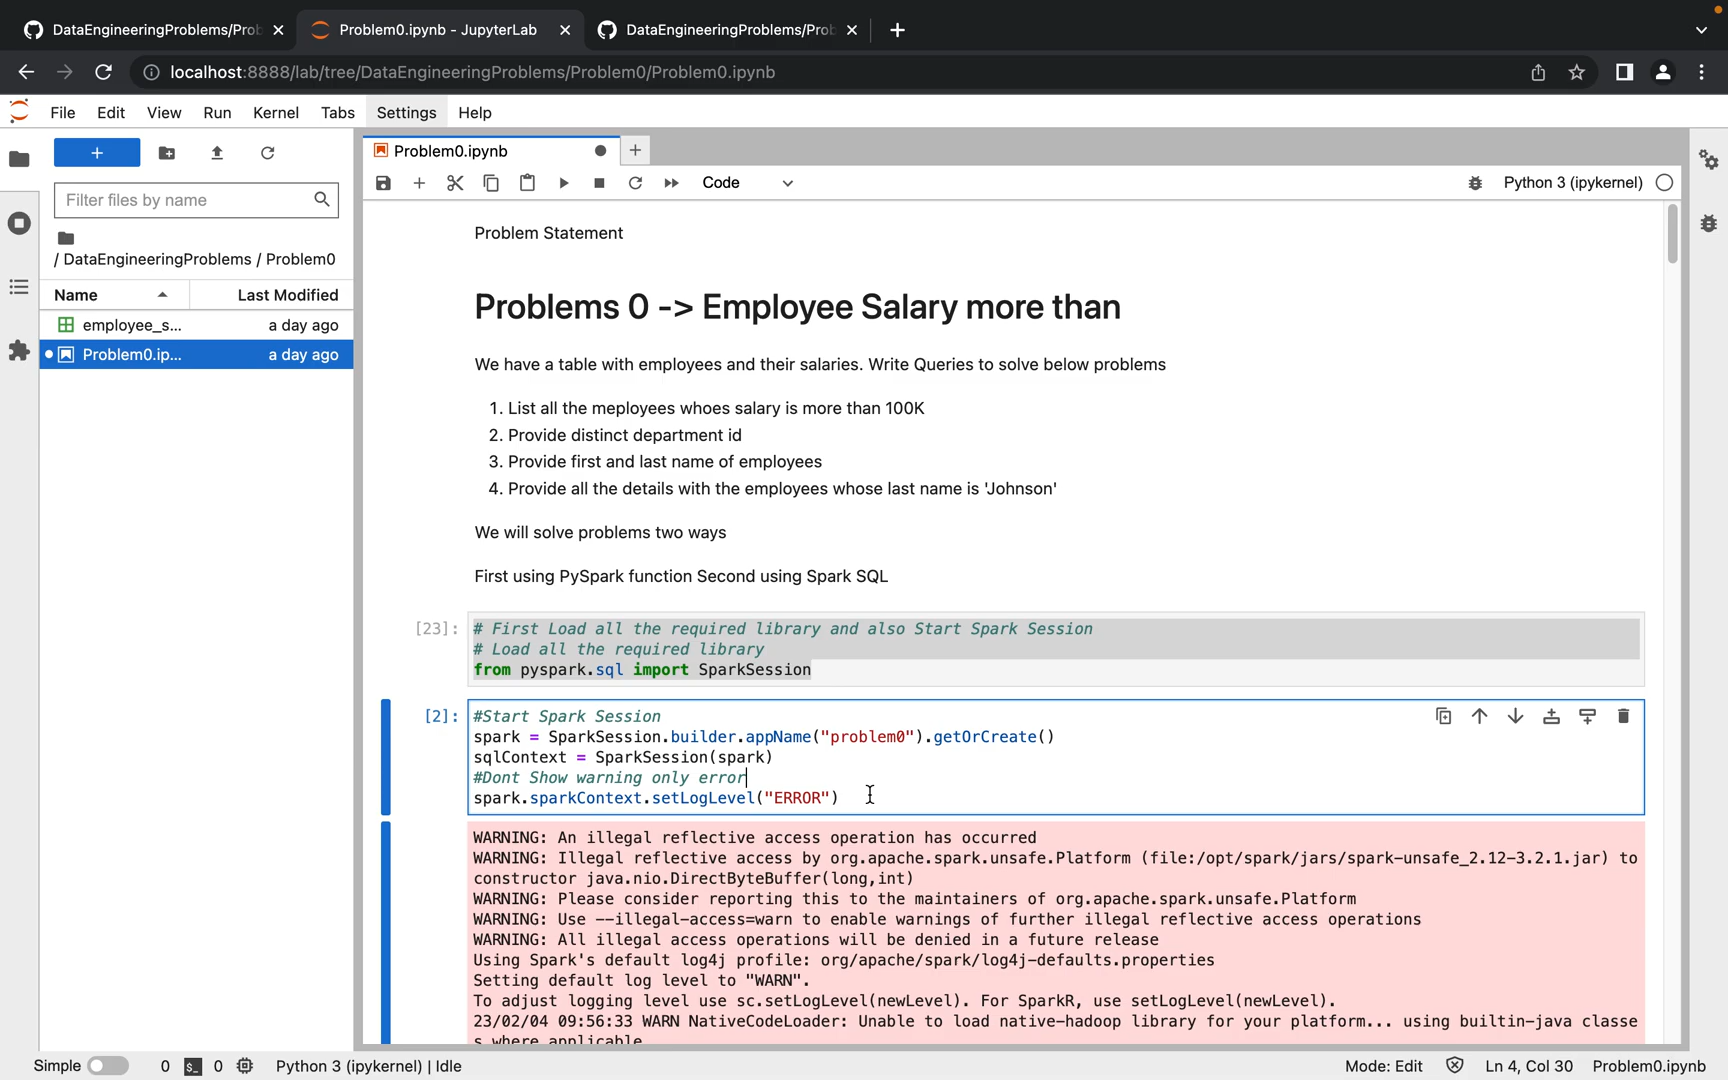 DataEngineeringProblems/Prob
Problem0.ipynb - JupyterLab
DataEngineeringProblems/Prob
localhost:8888/lab/tree/DataEngineeringProblems/Problem0/Problem0.ipynb
File Edit View Run Kernel Tabs Settings Help
Filter files by name
/ DataEngineeringProblems / Problem0
Name Last Modified
employee_s... a day ago
Problem0.ip... a day ago
Problem0.ipynb
Code
Python 3 (ipykernel)
Problem Statement
Problems 0 -> Employee Salary more than
We have a table with employees and their salaries. Write Queries to solve below problems
1. List all the meployees whoes salary is more than 100K
2. Provide distinct department id
3. Provide first and last name of employees
4. Provide all the details with the employees whose last name is 'Johnson'
We will solve problems two ways
First using PySpark function Second using Spark SQL
[23]: # First Load all the required library and also Start Spark Session
# Load all the required library
from pyspark.sql import SparkSession
[2]: #Start Spark Session
spark = SparkSession.builder.appName("problem0").getOrCreate()
sqlContext = SparkSession(spark)
#Dont Show warning only error
spark.sparkContext.setLogLevel("ERROR")
WARNING: An illegal reflective access operation has occurred
WARNING: Illegal reflective access by org.apache.spark.unsafe.Platform (file:/opt/spark/jars/spark-unsafe_2.12-3.2.1.jar) to
constructor java.nio.DirectByteBuffer(long,int)
WARNING: Please consider reporting this to the maintainers of org.apache.spark.unsafe.Platform
WARNING: Use --illegal-access=warn to enable warnings of further illegal reflective access operations
WARNING: All illegal access operations will be denied in a future release
Using Spark's default log4j profile: org/apache/spark/log4j-defaults.properties
Setting default log level to "WARN".
To adjust logging level use sc.setLogLevel(newLevel). For SparkR, use setLogLevel(newLevel).
23/02/04 09:56:33 WARN NativeCodeLoader: Unable to load native-hadoop library for your platform... using builtin-java classe
s where applicable
Simple 0 0 Python 3 (ipykernel) | Idle
Mode: Edit Ln 4, Col 30 Problem0.ipynb